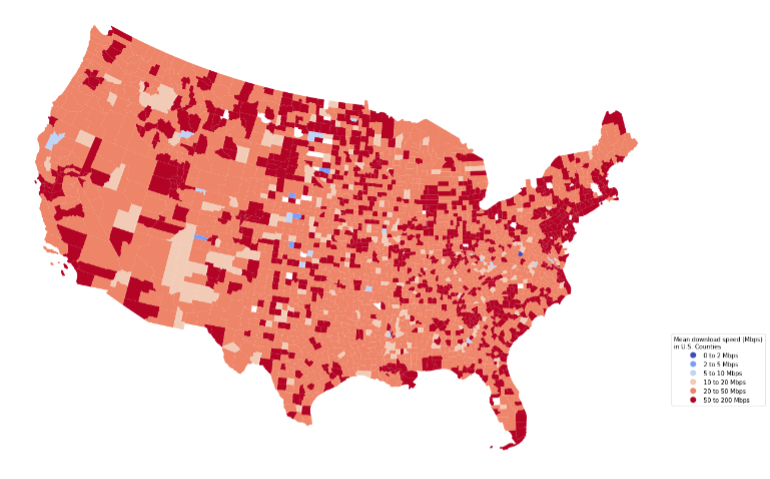 Mean download speed (Mbps)
in U.S. Counties
0 to 2 Mbps
2 to 5 Mbps
5 to 10 Mbps
10 to 20 Mbps
20 to 50 Mbps
50 to 200 Mbps